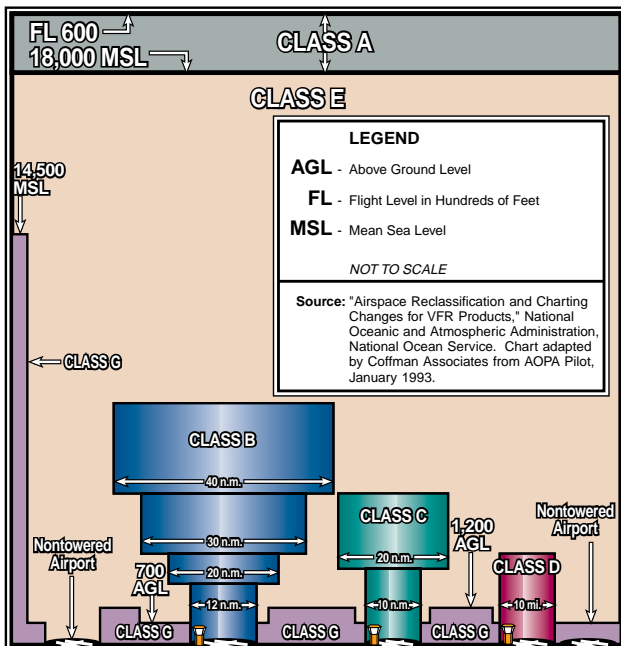 FL 600
18,000 MSL
CLASS A
CLASS E
14,500
MSL
LEGEND
AGL - Above Ground Level
FL - Flight Level in Hundreds of Feet
MSL - Mean Sea Level
NOT TO SCALE
Source: "Airspace Reclassification and Charting
Changes for VFR Products," National
Oceanic and Atmospheric Administration,
National Ocean Service. Chart adapted
by Coffman Associates from AOPA Pilot,
January 1993.
CLASS G
CLASS B
40 n.m.
30 n.m.
20 n.m.
12 n.m.
CLASS C
20 n.m.
10 n.m.
1,200
AGL
Nontowered
Airport
CLASS D
10 mi.
Nontowered
Airport
700
AGL
CLASS G
CLASS G
CLASS G